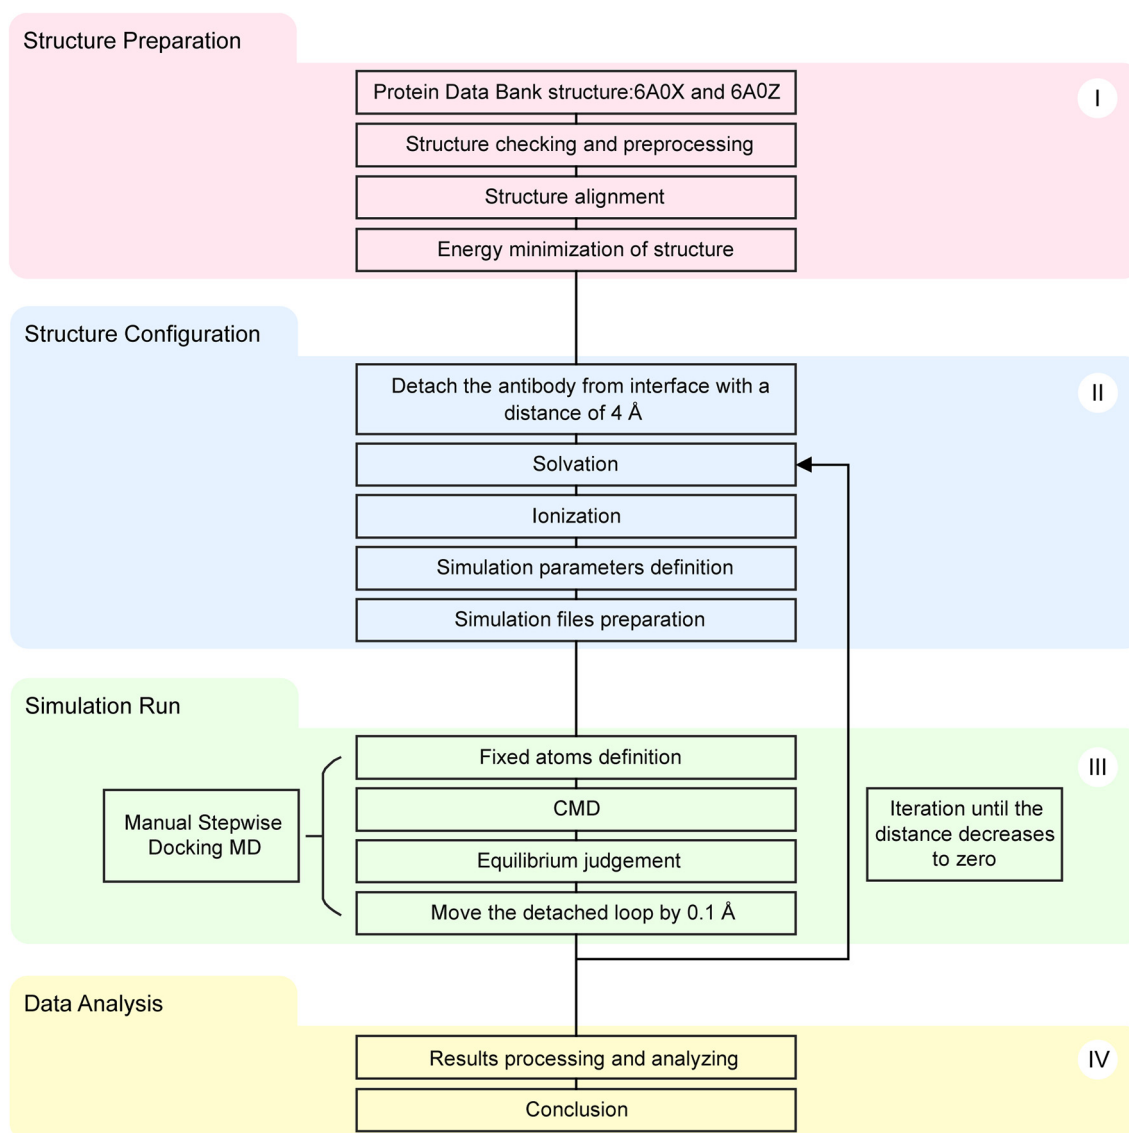 Structure Preparation
Protein Data Bank structure:6A0X and 6A0Z
I
Structure checking and preprocessing
Structure alignment
Energy minimization of structure
Structure Configuration
Detach the antibody from interface with a
distance of 4 Å
II
Solvation
Ionization
Simulation parameters definition
Simulation files preparation
Simulation Run
Fixed atoms definition
III
CMD
Manual Stepwise
Docking MD
Iteration until the
distance decreases
to zero
Equilibrium judgement
Move the detached loop by 0.1 Å
Data Analysis
Results processing and analyzing
IV
Conclusion